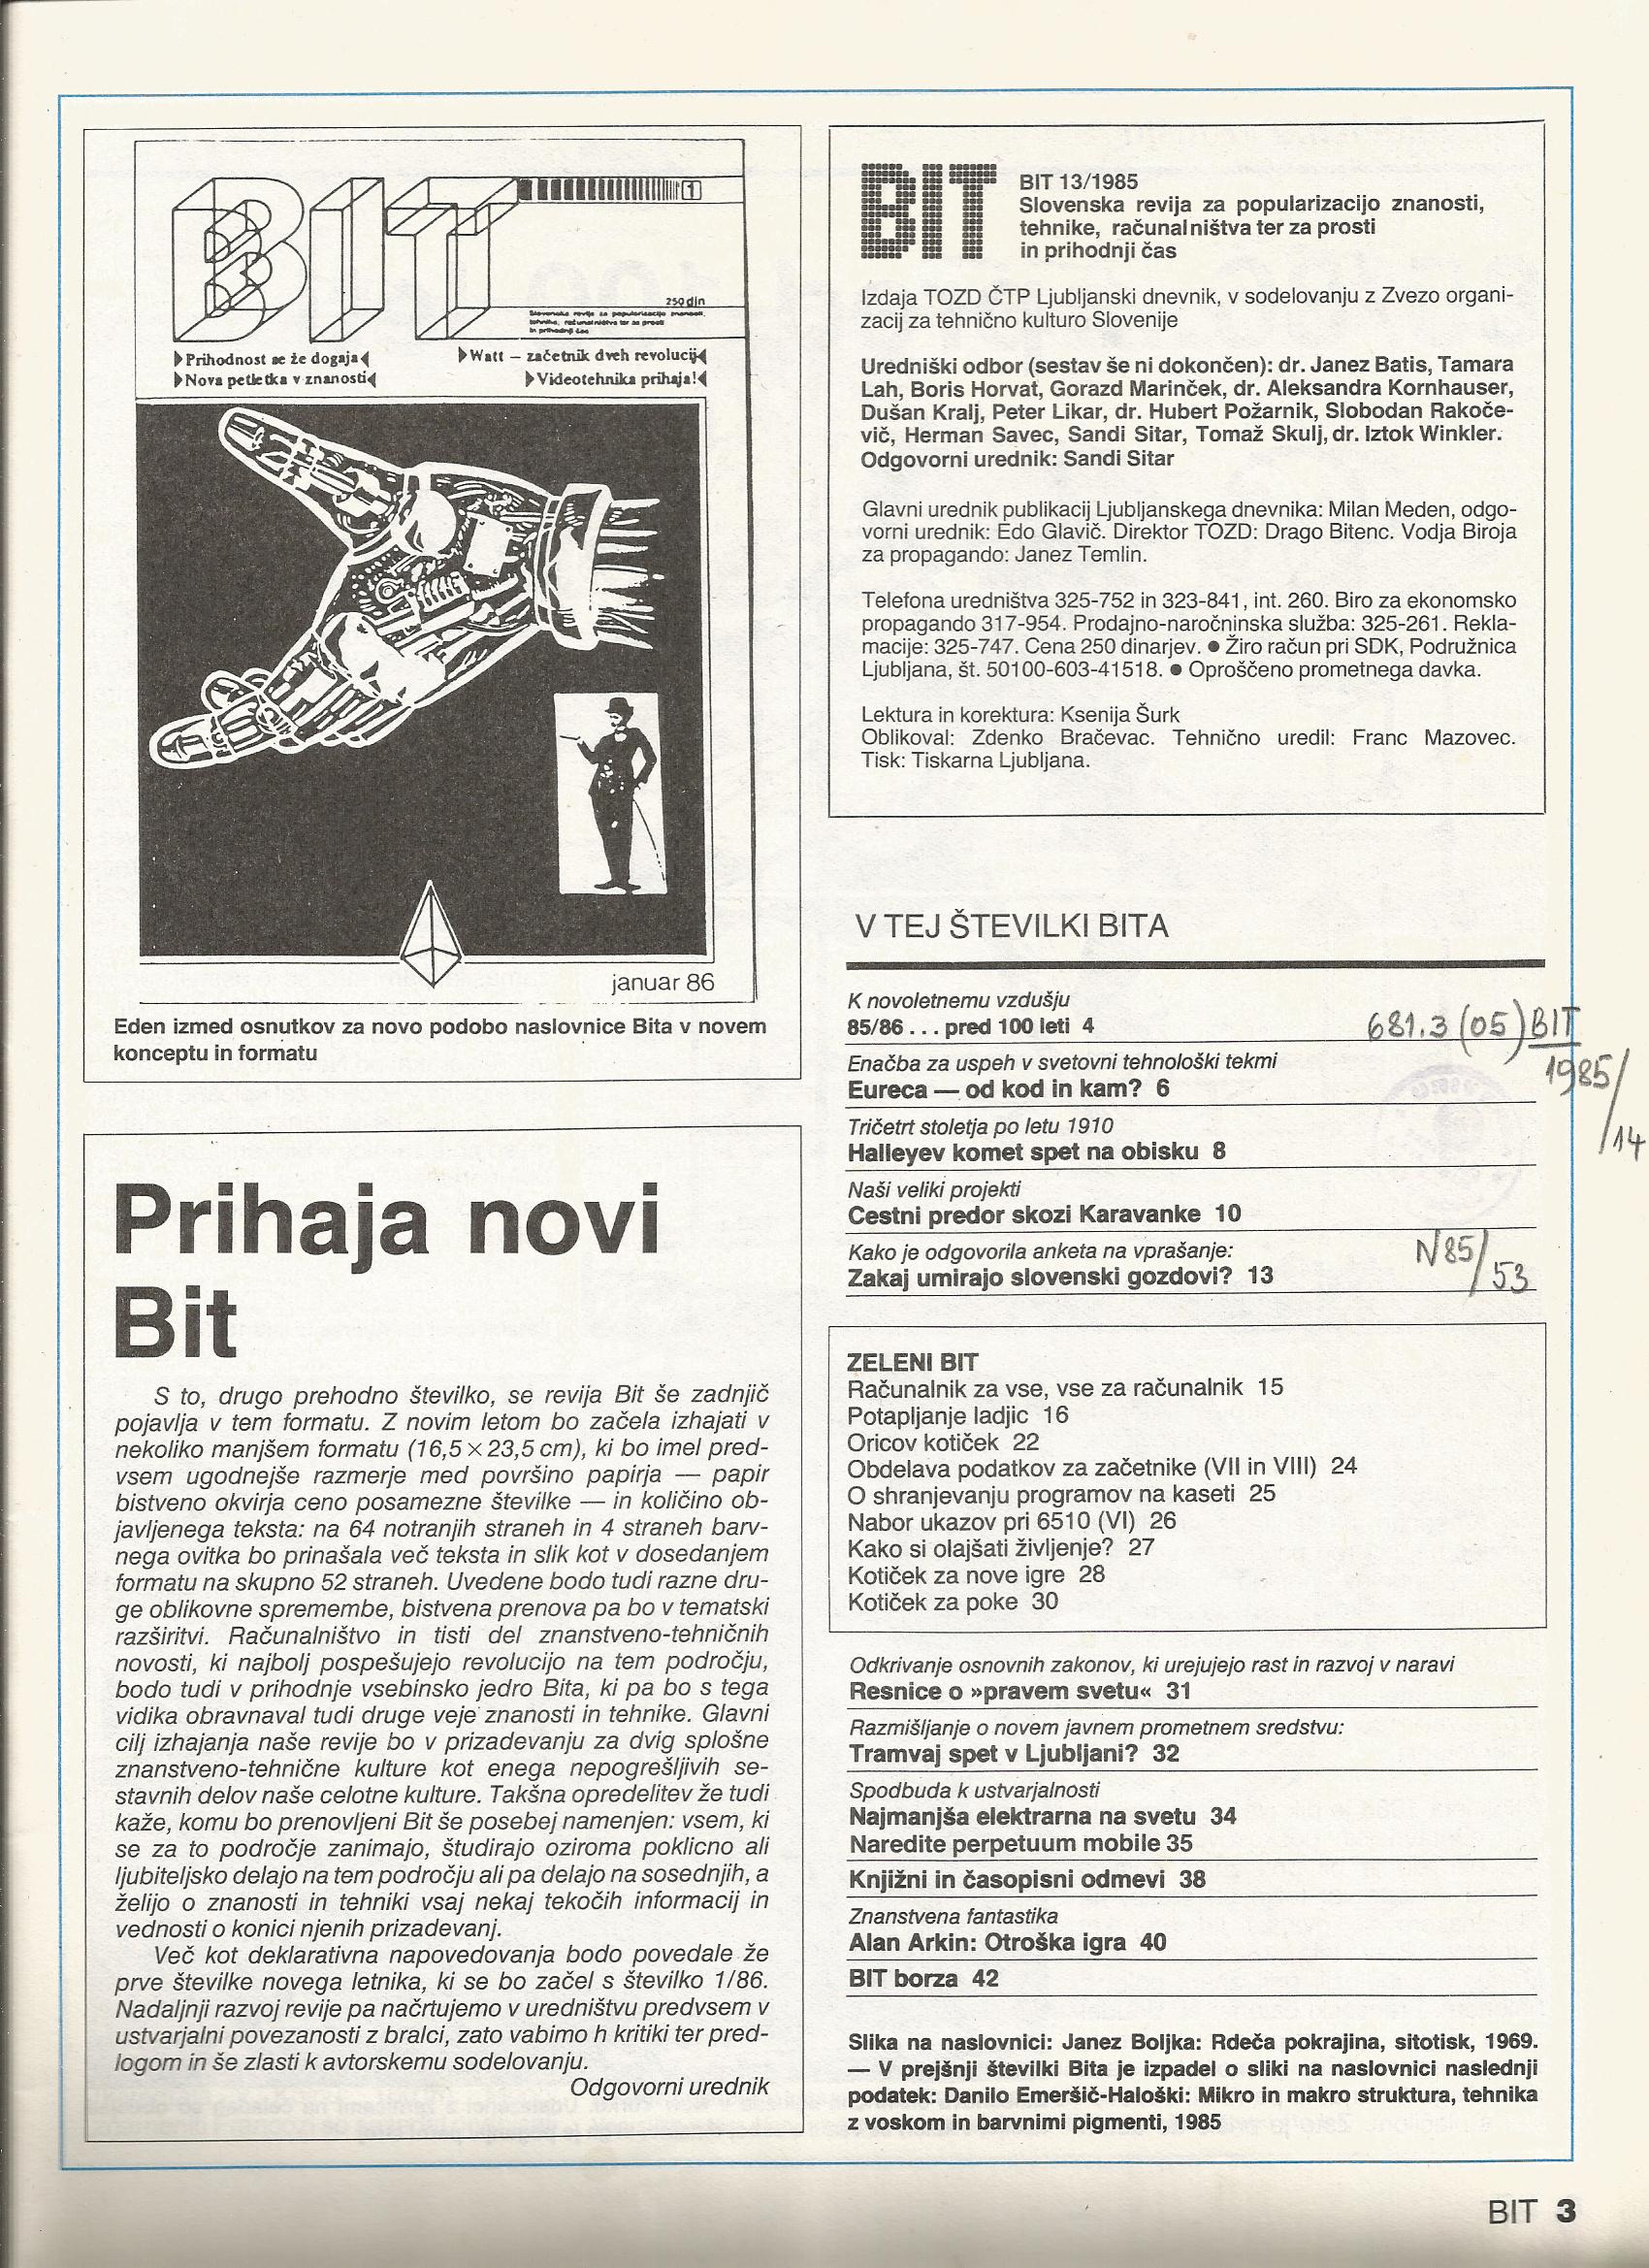 BIT
1
250 din
Slovenska revija za popularizacijo znanosti,
tehnike, računalništva ter za prosti
in prihodnji čas
Prihodnost se že dogaja
Nova petletka v znanosti
Watt – začetnik dveh revolucij
Videotehnika prihaja!
januar 86
Eden izmed osnutkov za novo podobo naslovnice Bita v novem
konceptu in formatu
Prihaja novi
Bit
S to, drugo prehodno številko, se revija Bit še zadnjič
pojavlja v tem formatu. Z novim letom bo začela izhajati v
nekoliko manjšem formatu (16,5 × 23,5 cm), ki bo imel pred-
vsem ugodnejše razmerje med površino papirja — papir
bistveno okvirja ceno posamezne številke — in količino ob-
javljenega teksta: na 64 notranjih straneh in 4 straneh barv-
nega ovitka bo prinašala več teksta in slik kot v dosedanjem
formatu na skupno 52 straneh. Uvedene bodo tudi razne dru-
ge oblikovne spremembe, bistvena prenova pa bo v tematski
razširitvi. Računalništvo in tisti del znanstveno-tehničnih
novosti, ki najbolj pospešujejo revolucijo na tem področju,
bodo tudi v prihodnje vsebinsko jedro Bita, ki pa bo s tega
vidika obravnaval tudi druge veje znanosti in tehnike. Glavni
cilj izhajanja naše revije bo v prizadevanju za dvig splošne
znanstveno-tehnične kulture kot enega nepogrešljivih se-
stavnih delov naše celotne kulture. Takšna opredelitev že tudi
kaže, komu bo prenovljeni Bit še posebej namenjen: vsem, ki
se za to področje zanimajo, študirajo oziroma poklicno ali
ljubiteljsko delajo na tem področju ali pa delajo na sosednjih, a
želijo o znanosti in tehniki vsaj nekaj tekočih informacij in
vednosti o konici njenih prizadevanj.
Več kot deklarativna napovedovanja bodo povedale že
prve številke novega letnika, ki se bo začel s številko 1/86.
Nadaljnji razvoj revije pa načrtujemo v uredništvu predvsem v
ustvarjalni povezanosti z bralci, zato vabimo h kritiki ter pred-
logom in še zlasti k avtorskemu sodelovanju.
Odgovorni urednik
BIT
BIT 13/1985
Slovenska revija za popularizacijo znanosti,
tehnike, računalništva ter za prosti
in prihodnji čas
Izdaja TOZD ČTP Ljubljanski dnevnik, v sodelovanju z Zvezo organi-
zacij za tehnično kulturo Slovenije
Uredniški odbor (sestav še ni dokončen): dr. Janez Batis, Tamara
Lah, Boris Horvat, Gorazd Marinček, dr. Aleksandra Kornhauser,
Dušan Kralj, Peter Likar, dr. Hubert Požarnik, Slobodan Rakoče-
vič, Herman Savec, Sandi Sitar, Tomaž Skulj, dr. Iztok Winkler.
Odgovorni urednik: Sandi Sitar
Glavni urednik publikacij Ljubljanskega dnevnika: Milan Meden, odgo-
vorni urednik: Edo Glavič. Direktor TOZD: Drago Bitenc. Vodja Biroja
za propagando: Janez Temlin.
Telefona uredništva 325-752 in 323-841, int. 260. Biro za ekonomsko
propagando 317-954. Prodajno-naročninska služba: 325-261. Rekla-
macije: 325-747. Cena 250 dinarjev. ● Žiro račun pri SDK, Podružnica
Ljubljana, št. 50100-603-41518. ● Oproščeno prometnega davka.
Lektura in korektura: Ksenija Šurk
Oblikoval: Zdenko Bračevac. Tehnično uredil: Franc Mazovec.
Tisk: Tiskarna Ljubljana.
V TEJ ŠTEVILKI BITA
K novoletnemu vzdušju
85/86 . . . pred 100 leti 4
681.3 (05) BIT
1985/
14
Enačba za uspeh v svetovni tehnološki tekmi
Eureca — od kod in kam? 6
Tričetrt stoletja po letu 1910
Halleyev komet spet na obisku 8
Naši veliki projekti
Cestni predor skozi Karavanke 10
Kako je odgovorila anketa na vprašanje:
Zakaj umirajo slovenski gozdovi? 13
N85/
53
ZELENI BIT
Računalnik za vse, vse za računalnik 15
Potapljanje ladjic 16
Oricov kotiček 22
Obdelava podatkov za začetnike (VII in VIII) 24
O shranjevanju programov na kaseti 25
Nabor ukazov pri 6510 (VI) 26
Kako si olajšati življenje? 27
Kotiček za nove igre 28
Kotiček za poke 30
Odkrivanje osnovnih zakonov, ki urejujejo rast in razvoj v naravi
Resnice o »pravem svetu« 31
Razmišljanje o novem javnem prometnem sredstvu:
Tramvaj spet v Ljubljani? 32
Spodbuda k ustvarjalnosti
Najmanjša elektrarna na svetu 34
Naredite perpetuum mobile 35
Knjižni in časopisni odmevi 38
Znanstvena fantastika
Alan Arkin: Otroška igra 40
BIT borza 42
Slika na naslovnici: Janez Boljka: Rdeča pokrajina, sitotisk, 1969.
— V prejšnji številki Bita je izpadel o sliki na naslovnici naslednji
podatek: Danilo Emeršič-Haloški: Mikro in makro struktura, tehnika
z voskom in barvnimi pigmenti, 1985
BIT 3